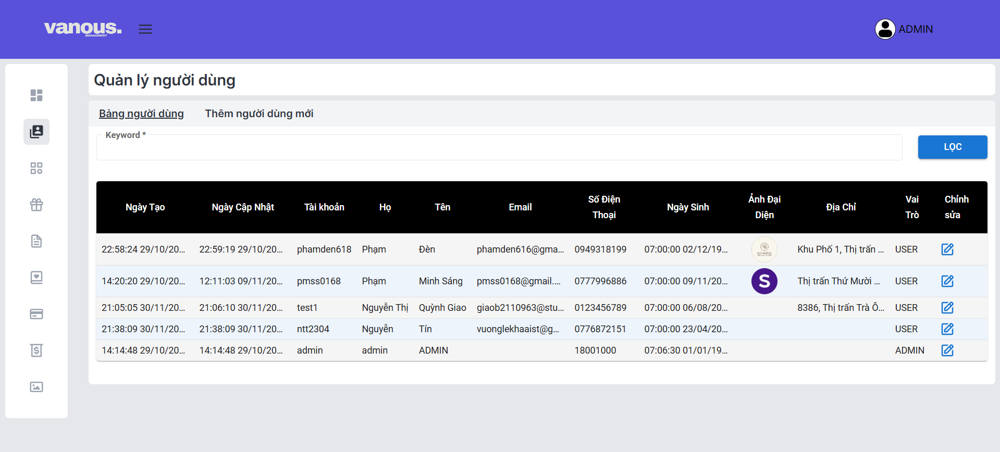 vanous.
MANAGEMENT
ADMIN
Quản lý người dùng
Bảng người dùng Thêm người dùng mới
Keyword *
LỌC
Ngày Tạo Ngày Cập Nhật Tài khoản Họ Tên Email Số Điện Thoại Ngày Sinh Ảnh Đại Diện Địa Chỉ Vai Trò Chỉnh sửa
22:58:24 29/10/20... 22:59:19 29/10/20... phamden618 Phạm Đèn phamden616@gma... 0949318199 07:00:00 02/12/19... Khu Phố 1, Thị trấn ... USER
14:20:20 29/10/20... 12:11:03 09/11/20... pmss0168 Phạm Minh Sáng pmss0168@gmail.... 0777996886 07:00:00 09/11/20... S Thị trấn Thứ Mười ... USER
21:05:05 30/11/20... 21:06:10 30/11/20... test1 Nguyễn Thị Quỳnh Giao giaob2110963@stu... 0123456789 07:00:00 06/08/20... 8386, Thị trấn Trà Ô... USER
21:38:09 30/11/20... 21:38:09 30/11/20... ntt2304 Nguyễn Tín vuonglekhaaist@g... 0776872151 07:00:00 23/04/20... USER
14:14:48 29/10/20... 14:14:48 29/10/20... admin admin ADMIN 18001000 07:06:30 01/01/19... ADMIN